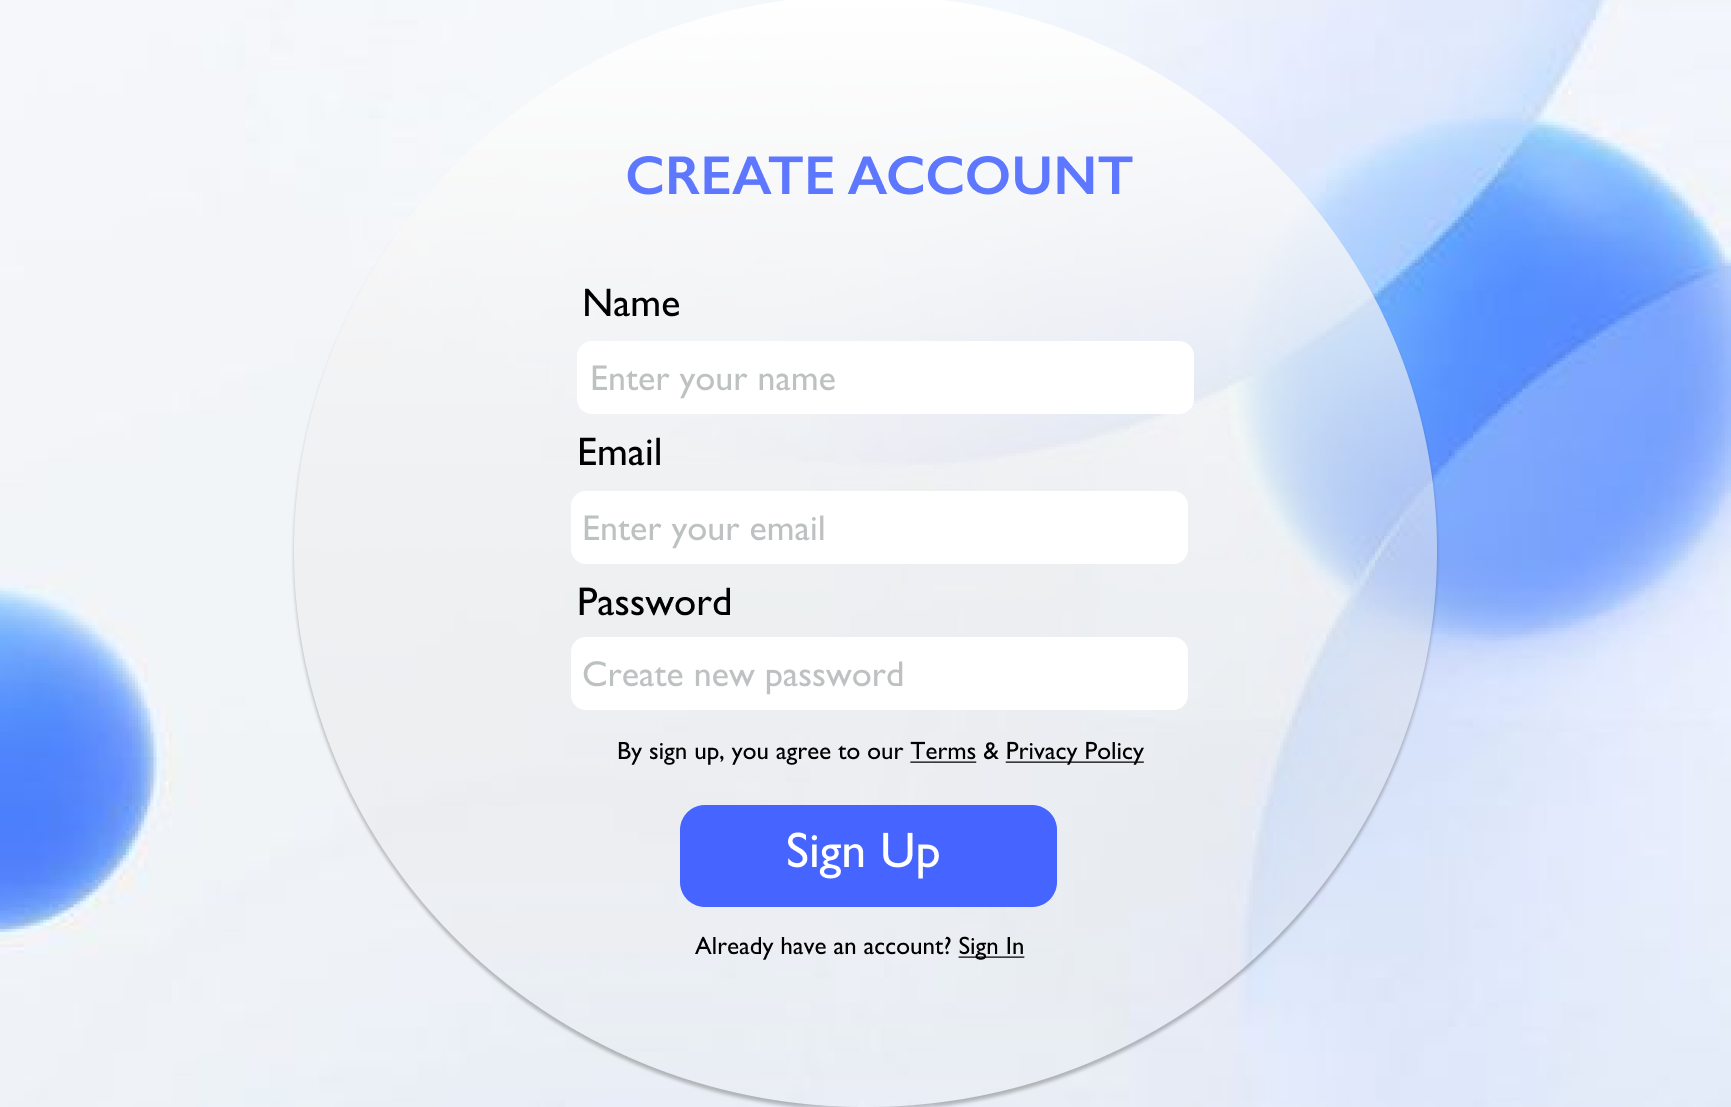 CREATE ACCOUNT
Name
Enter your name
Email
Enter your email
Password
Create new password
By sign up, you agree to our Terms & Privacy Policy
Sign Up
Already have an account? Sign In